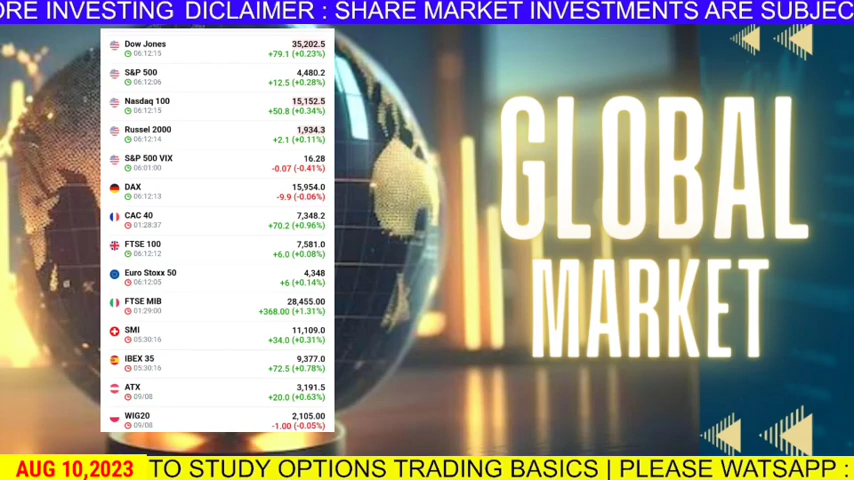 ORE INVESTING DICLAIMER : SHARE MARKET INVESTMENTS ARE SUBJEC
Dow Jones 35,202.5
06:12:15 +79.1 (+0.23%)
S&P 500 4,480.2
06:12:06 +12.5 (+0.28%)
Nasdaq 100 15,152.5
06:12:15 +50.8 (+0.34%)
Russel 2000 1,934.3
06:12:14 +2.1 (+0.11%)
S&P 500 VIX 16.28
06:01:00 -0.07 (-0.41%)
DAX 15,954.0
06:12:13 -9.9 (-0.06%)
CAC 40 7,348.2
01:28:37 +70.2 (+0.96%)
FTSE 100 7,581.0
06:12:12 +6.0 (+0.08%)
Euro Stoxx 50 4,348
06:12:05 +6 (+0.14%)
FTSE MIB 28,455.00
01:29:00 +368.00 (+1.31%)
SMI 11,109.0
05:30:16 +34.0 (+0.31%)
IBEX 35 9,377.0
05:30:16 +72.5 (+0.78%)
ATX 3,191.5
09/08 +20.0 (+0.63%)
WIG20 2,105.00
09/08 -1.00 (-0.05%)
GLOBAL
MARKET
AUG 10,2023 TO STUDY OPTIONS TRADING BASICS | PLEASE WATSAPP :